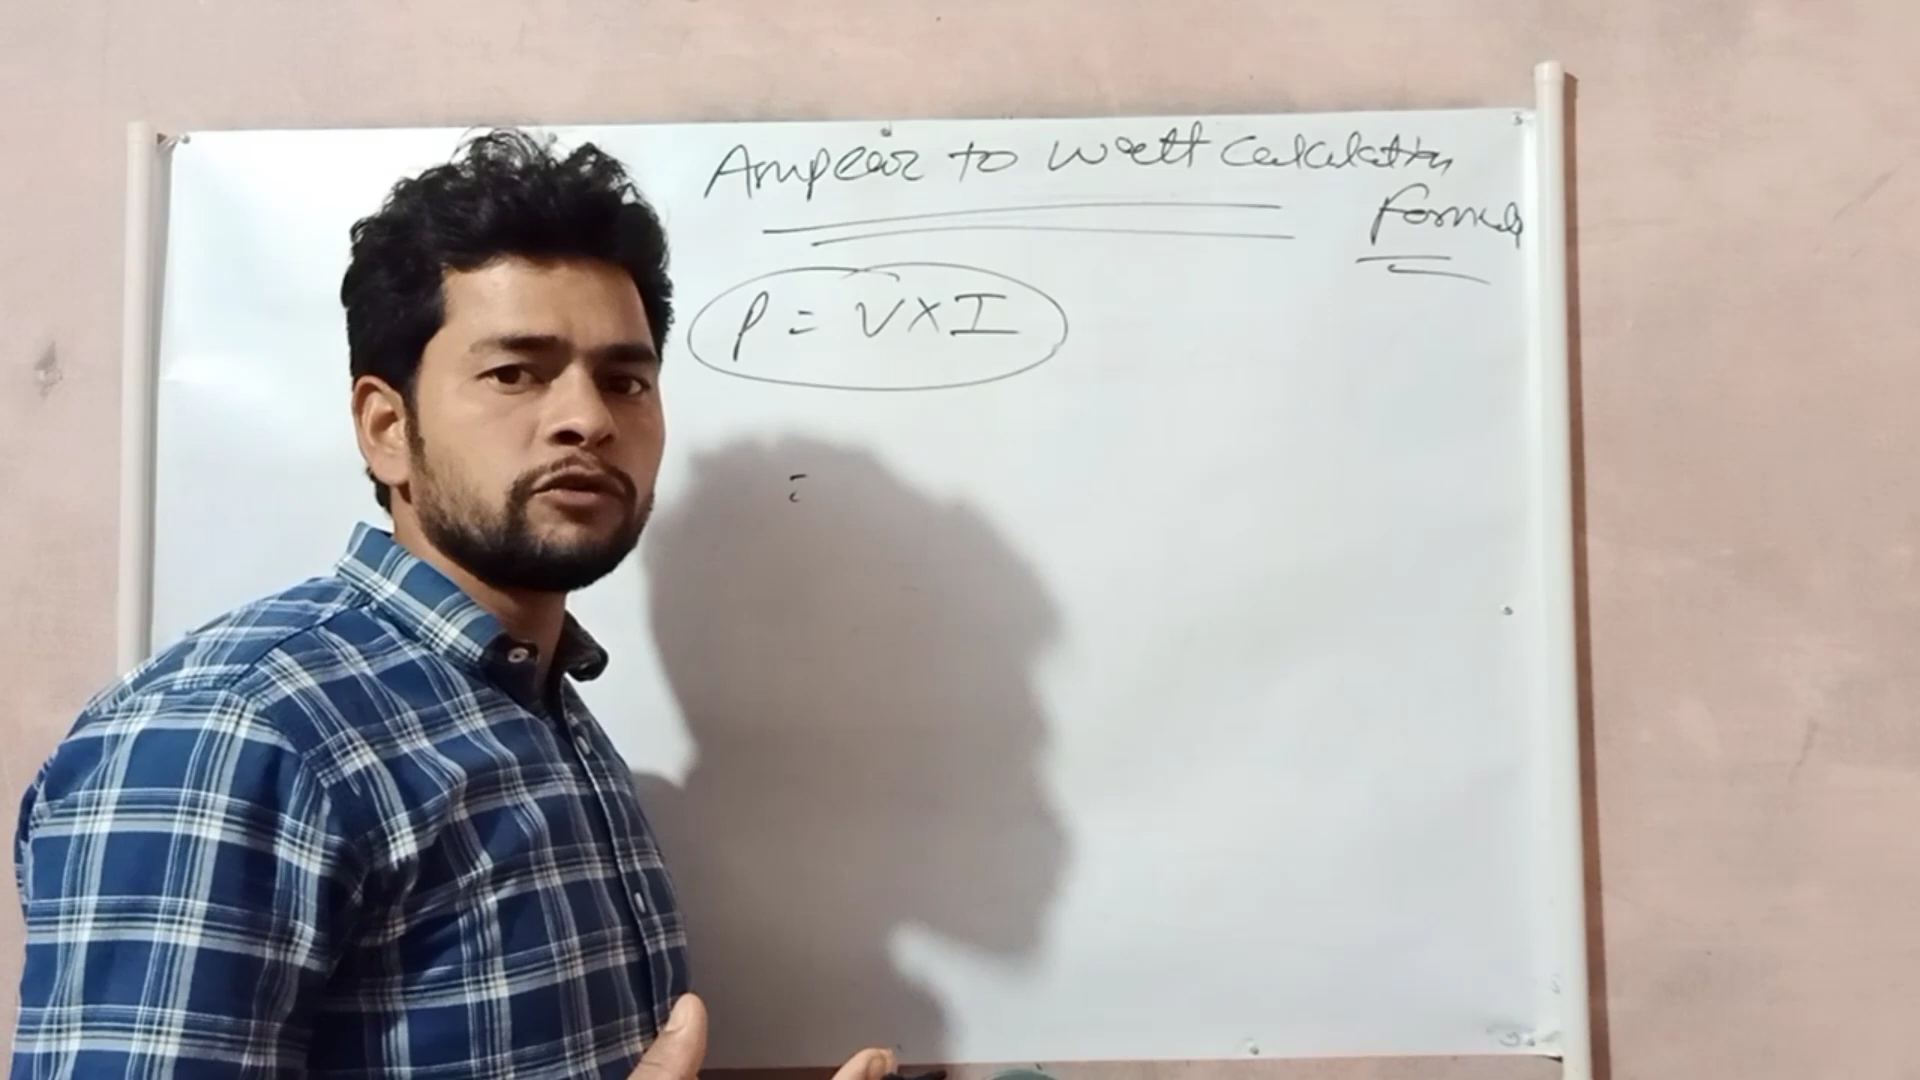 Ampear to Watt Calculation
Formula
P = V X I
=